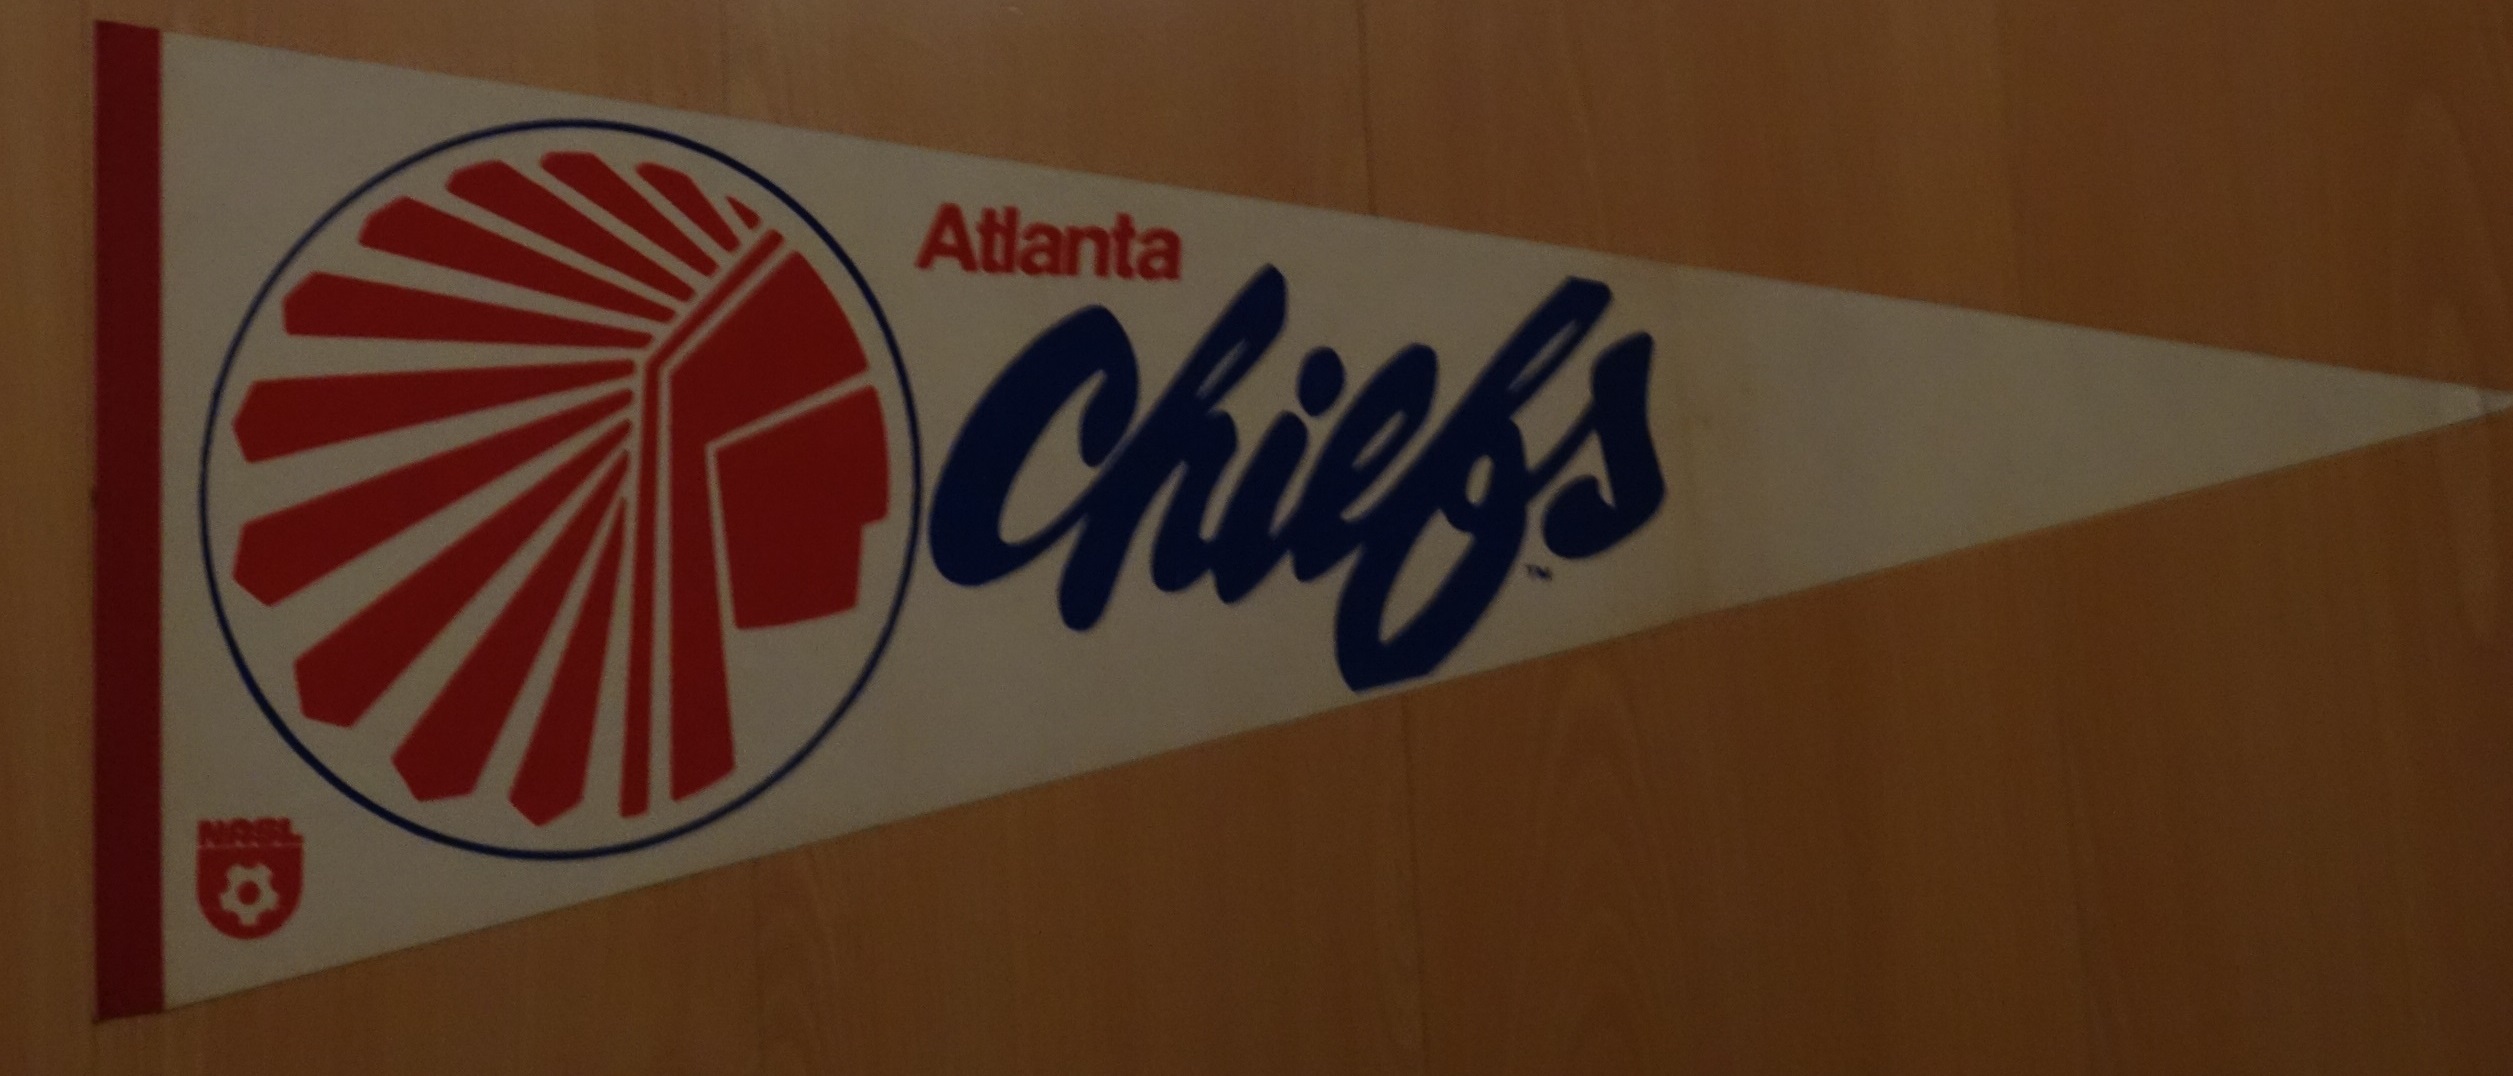 Atlanta
Chiefs
TM
NASL